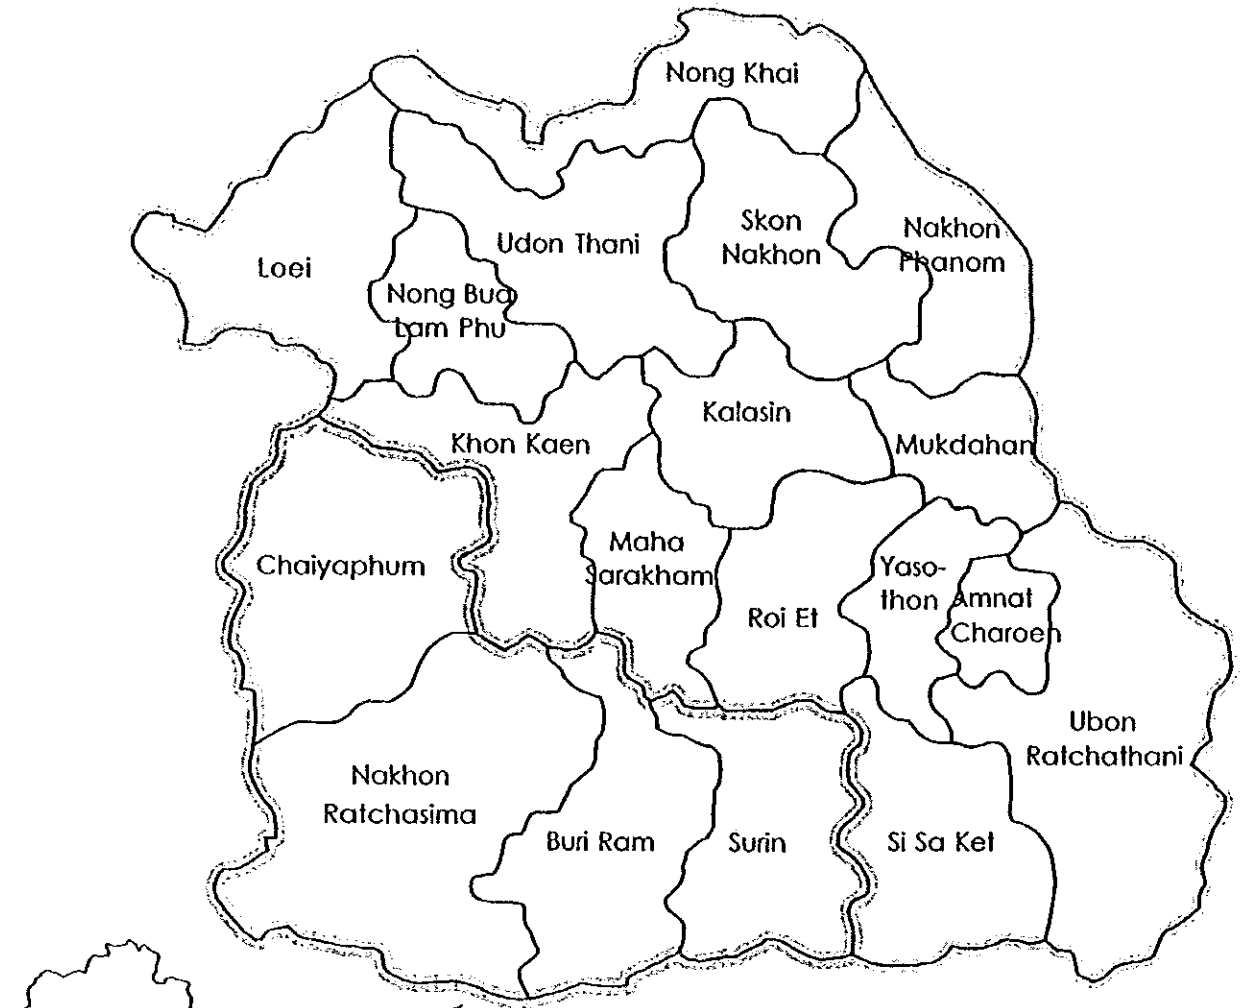 Nong Khai
Skon
Nakhon
Nakhon
Phanom
Udon Thani
Loei
Nong Bua
Lam Phu
Kalasin
Khon Kaen
Mukdahan
Maha
Sarakham
Chaiyaphum
Yaso-
thon
Amnat
Charoen
Roi Et
Ubon
Ratchathani
Nakhon
Ratchasima
Buri Ram
Surin
Si Sa Ket